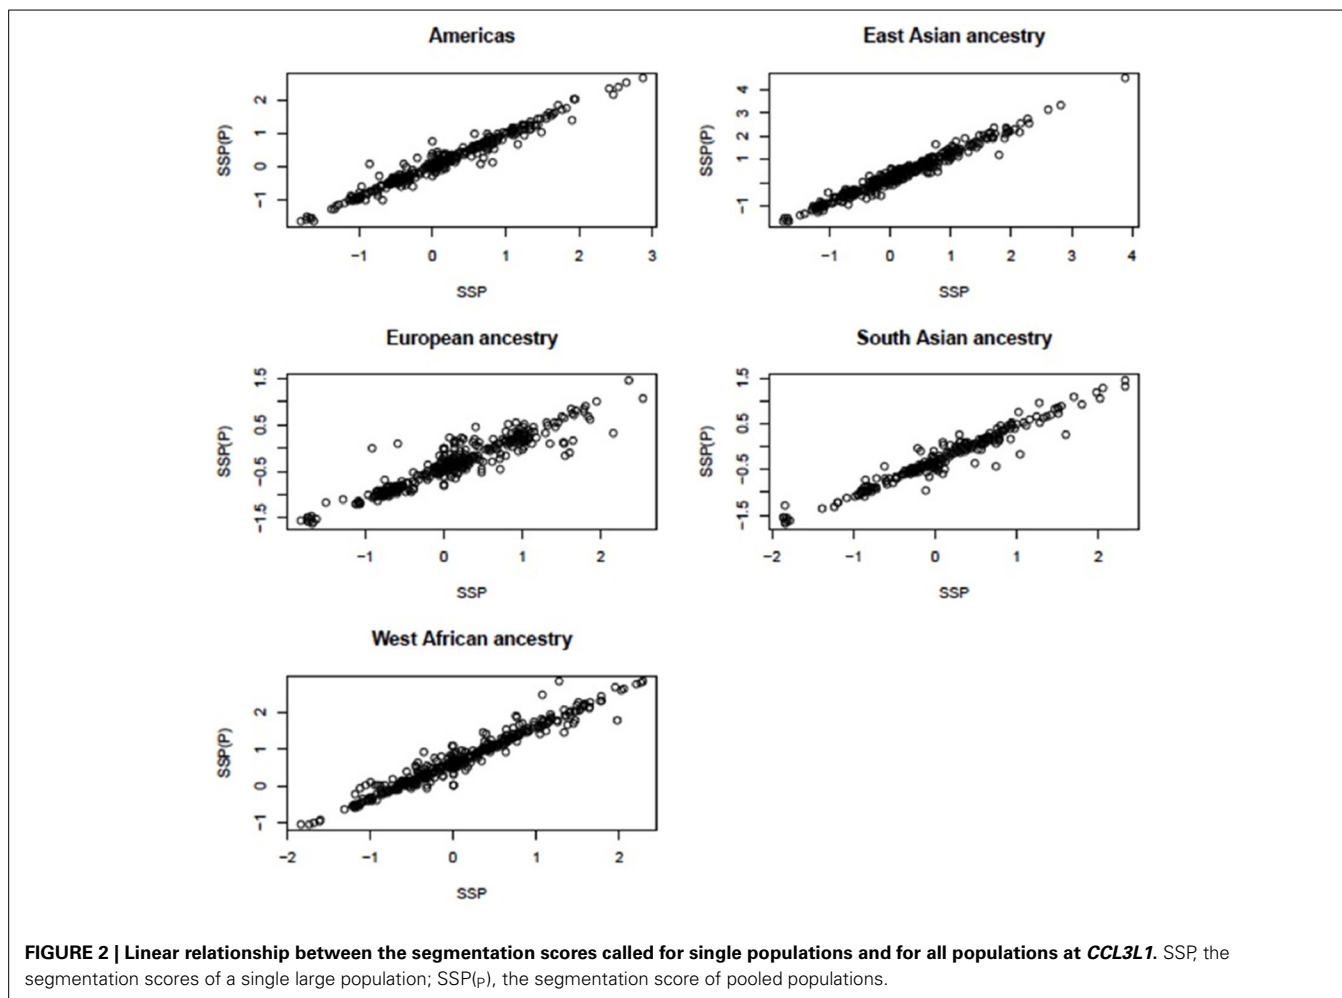 Americas
SSP(P)
2
1
0
−1
−1 0 1 2 3
SSP
East Asian ancestry
SSP(P)
4
3
2
1
−1
−1 0 1 2 3 4
SSP
European ancestry
SSP(P)
1.5
0.5
−0.5
−1.5
−1 0 1 2
SSP
South Asian ancestry
SSP(P)
1.5
0.5
−0.5
−1.5
−2 −1 0 1 2
SSP
West African ancestry
SSP(P)
2
1
0
−1
−2 −1 0 1 2
SSP
FIGURE 2 | Linear relationship between the segmentation scores called for single populations and for all populations at CCL3L1. SSP, the
segmentation scores of a single large population; SSP(P), the segmentation score of pooled populations.